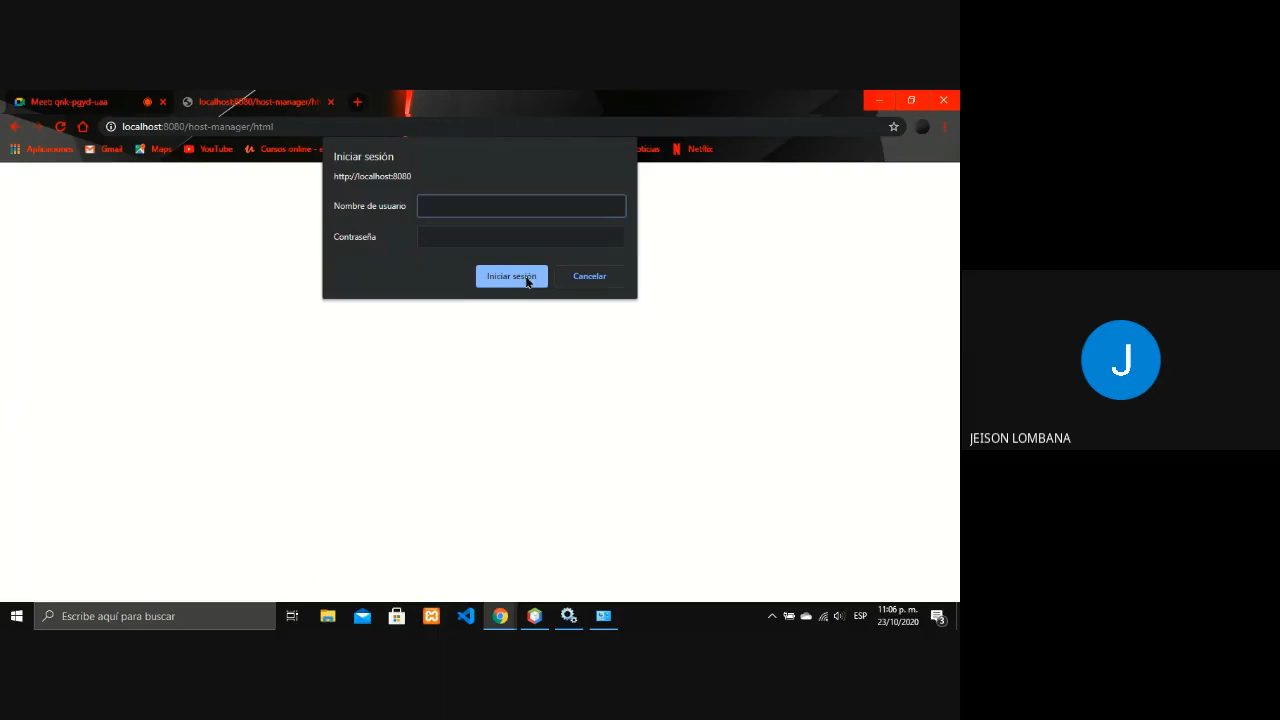 Meet: qnk-pgyd-uaa
localhost:8080/host-manager/ht
localhost:8080/host-manager/html
Aplicaciones Gmail Maps YouTube Cursos online - e oticias Netflix
Iniciar sesión
http://localhost:8080
Nombre de usuario
Contraseña
Iniciar sesión Cancelar
J
JEISON LOMBANA
Escribe aquí para buscar
ESP
11:06 p. m.
23/10/2020
3